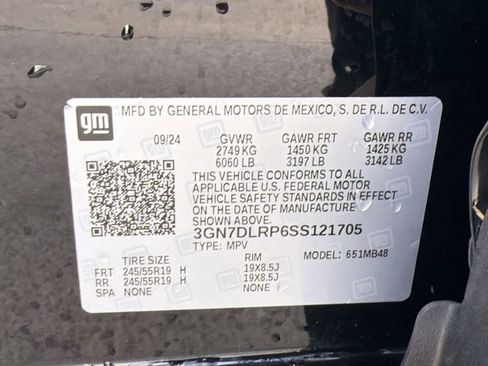 gm MFD BY GENERAL MOTORS DE MEXICO, S. DE R.L. DE C.V.
09/24 GVWR GAWR FRT GAWR RR
2749 KG 1450 KG 1425 KG
6060 LB 3197 LB 3142 LB
THIS VEHICLE CONFORMS TO ALL
APPLICABLE U.S. FEDERAL MOTOR
VEHICLE SAFETY STANDARDS IN EFFECT
ON THE DATE OF MANUFACTURE
SHOWN ABOVE.
3GN7DLRP6SS121705
TYPE: MPV MODEL: 651MB48
TIRE SIZE RIM
FRT 245/55R19 H 19X8.5J
RR 245/55R19 H 19X8.5J
SPA NONE NONE